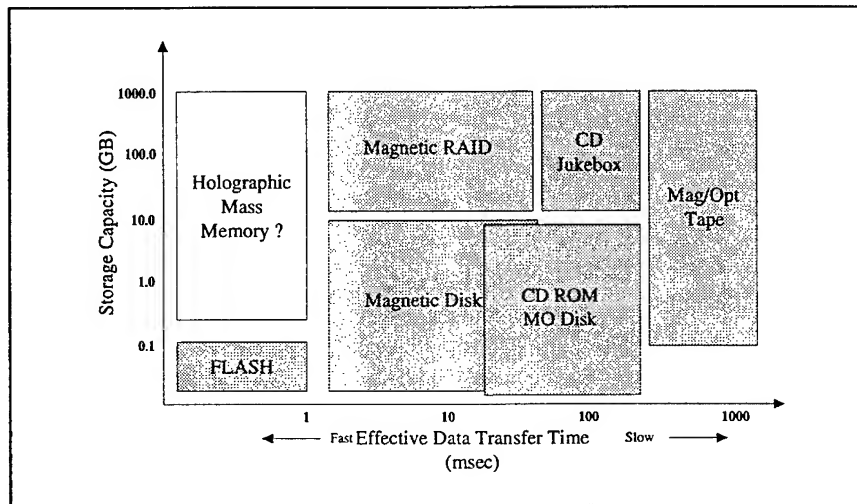 Storage Capacity (GB)
1000.0
100.0
10.0
1.0
0.1
Holographic
Mass
Memory ?
FLASH
Magnetic RAID
Magnetic Disk
CD
Jukebox
CD ROM
MO Disk
Mag/Opt
Tape
1
10
100
1000
Fast Effective Data Transfer Time Slow
(msec)